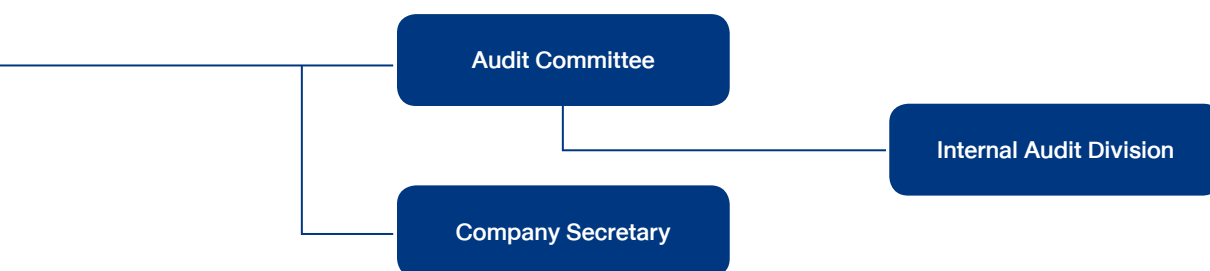 Audit Committee
Internal Audit Division
Company Secretary